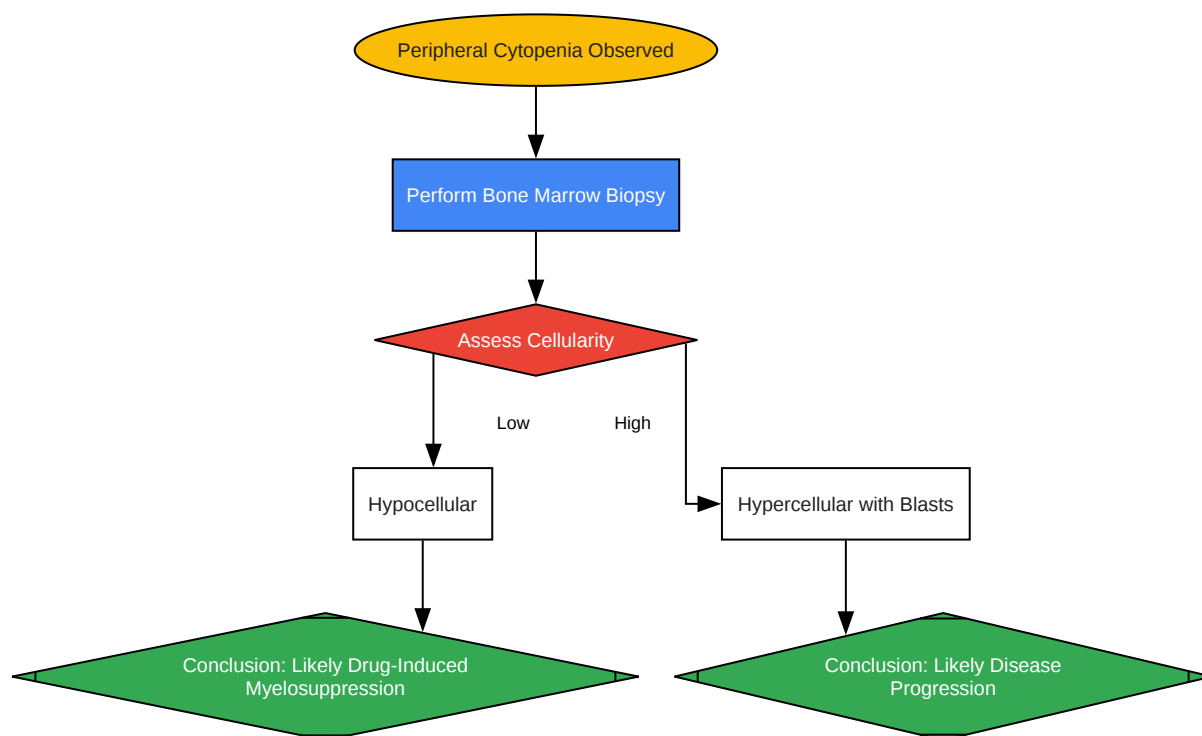 Peripheral Cytopenia Observed
Perform Bone Marrow Biopsy
Assess Cellularity
Low
High
Hypocellular
Hypercellular with Blasts
Conclusion: Likely Drug-Induced
Myelosuppression
Conclusion: Likely Disease
Progression